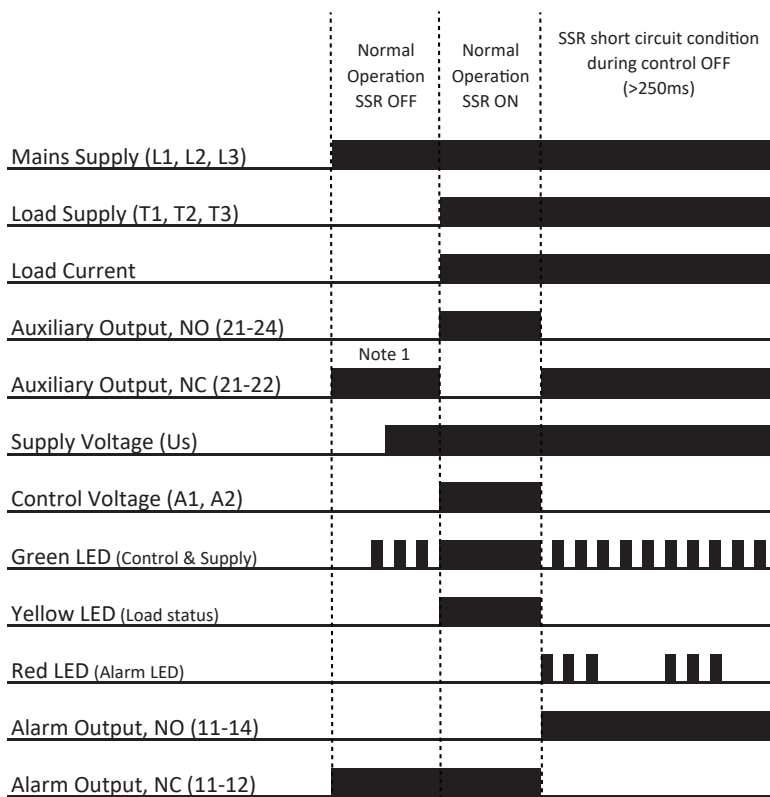 Normal
Operation
SSR OFF
Normal
Operation
SSR ON
SSR short circuit condition
during control OFF
(>250ms)
Mains Supply (L1, L2, L3)
Load Supply (T1, T2, T3)
Load Current
Auxiliary Output, NO (21-24)
Note 1
Auxiliary Output, NC (21-22)
Supply Voltage (Us)
Control Voltage (A1, A2)
Green LED (Control & Supply)
Yellow LED (Load status)
Red LED (Alarm LED)
Alarm Output, NO (11-14)
Alarm Output, NC (11-12)